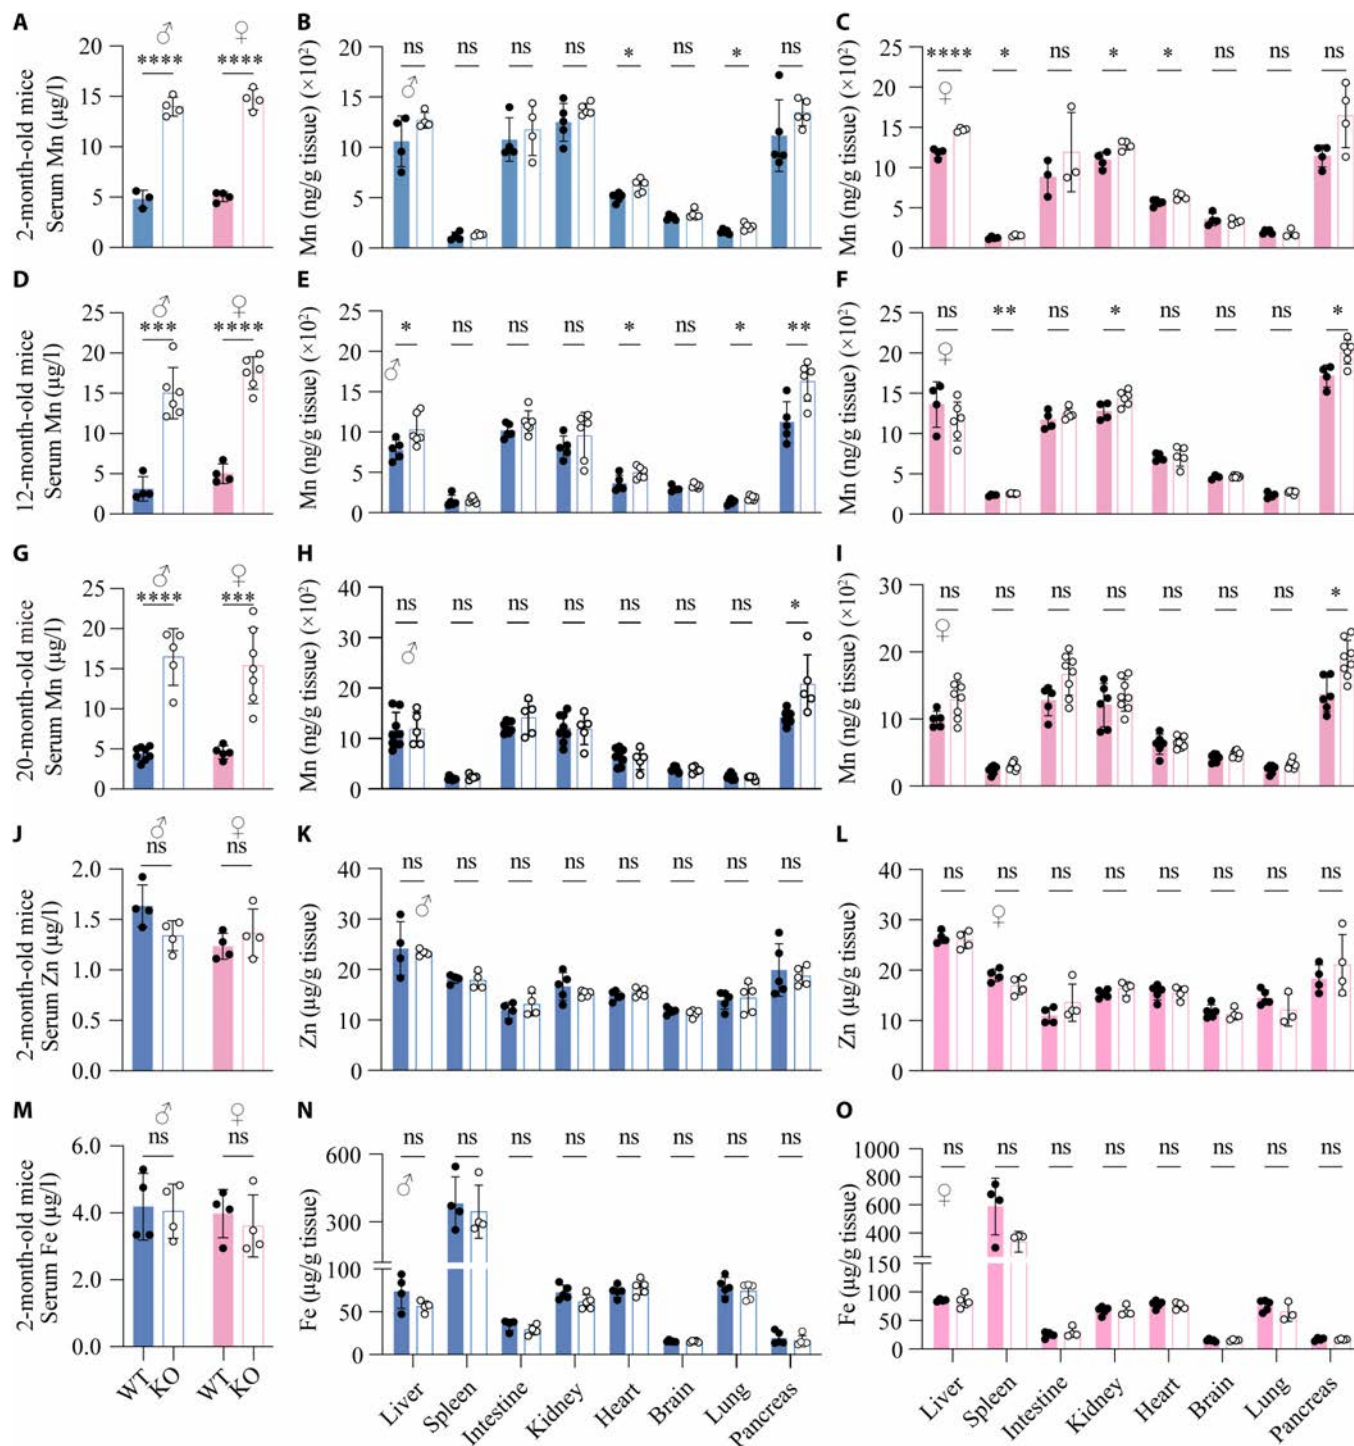 A
♂ ♀
**** ****
2-month-old mice
Serum Mn (µg/l)
20
15
10
5
0
B
ns ns ns ns * ns * ns
♂
Mn (ng/g tissue) (×10²)
20
15
10
5
0
C
**** * ns * * ns ns ns
♀
Mn (ng/g tissue) (×10²)
25
20
15
10
5
0
D
♂ ♀
*** ****
12-month-old mice
Serum Mn (µg/l)
25
20
15
10
5
0
E
* ns ns ns * ns * **
♂
Mn (ng/g tissue) (×10²)
25
20
15
10
5
0
F
ns ** ns * ns ns ns *
♀
Mn (ng/g tissue) (×10²)
25
20
15
10
5
0
G
♂ ♀
**** ***
20-month-old mice
Serum Mn (µg/l)
25
20
15
10
5
0
H
ns ns ns ns ns ns ns *
♂
Mn (ng/g tissue) (×10²)
40
30
20
10
0
I
ns ns ns ns ns ns ns *
♀
Mn (ng/g tissue) (×10²)
30
20
10
0
J
♂ ♀
ns ns
2-month-old mice
Serum Zn (µg/l)
2.0
1.5
1.0
0.5
0.0
K
ns ns ns ns ns ns ns ns
♂
Zn (µg/g tissue)
40
30
20
10
0
L
ns ns ns ns ns ns ns ns
♀
Zn (µg/g tissue)
40
30
20
10
0
M
♂ ♀
ns ns
2-month-old mice
Serum Fe (µg/l)
6.0
4.0
2.0
0.0
WT KO WT KO
N
ns ns ns ns ns ns ns ns
♂
Fe (µg/g tissue)
600
300
100
50
0
Liver Spleen Intestine Kidney Heart Brain Lung Pancreas
O
ns ns ns ns ns ns ns ns
♀
Fe (µg/g tissue)
1000
800
600
400
200
150
100
50
0
Liver Spleen Intestine Kidney Heart Brain Lung Pancreas